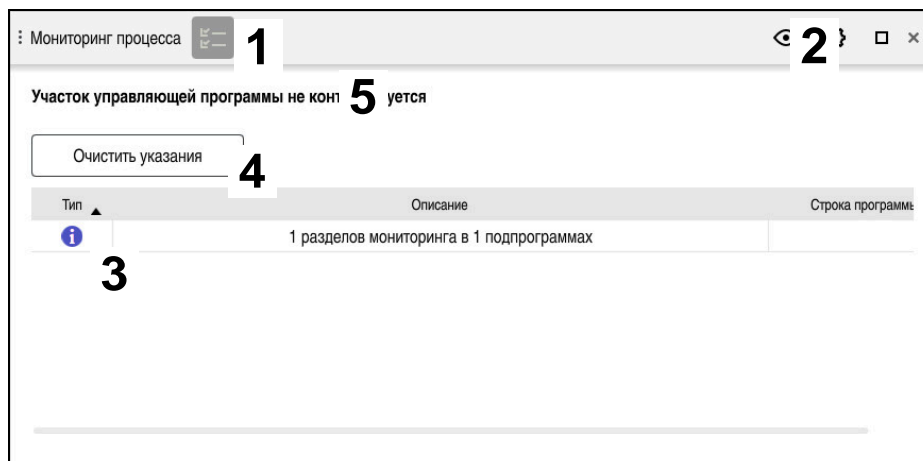 Мониторинг процесса 1 2
Участок управляющей программы не конт 5 уется
Очистить указания
4
Тип Описание Строка программы
1 разделов мониторинга в 1 подпрограммах
3